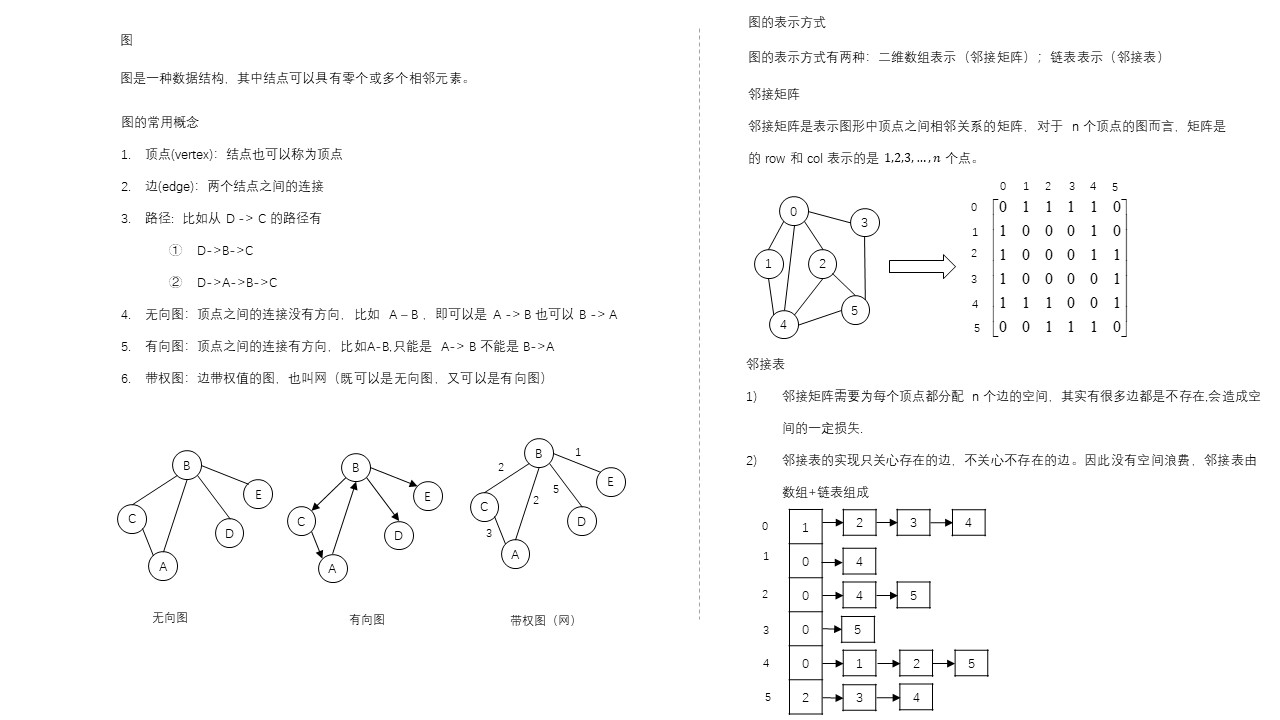 图
图是一种数据结构，其中结点可以具有零个或多个相邻元素。
图的常用概念
1. 顶点(vertex)：结点也可以称为顶点
2. 边(edge)：两个结点之间的连接
3. 路径: 比如从 D -> C 的路径有
① D->B->C
② D->A->B->C
4. 无向图：顶点之间的连接没有方向，比如 A – B ，即可以是 A -> B 也可以 B -> A
5. 有向图：顶点之间的连接有方向，比如A-B,只能是 A-> B 不能是 B->A
6. 带权图：边带权值的图，也叫网（既可以是无向图，又可以是有向图）
B
E
C
D
A
无向图
B
E
C
D
A
有向图
B
1
2
E
5
2
C
D
3
A
带权图（网）
图的表示方式
图的表示方式有两种：二维数组表示（邻接矩阵）；链表表示（邻接表）
邻接矩阵
邻接矩阵是表示图形中顶点之间相邻关系的矩阵，对于 n 个顶点的图而言，矩阵是
的 row 和 col 表示的是 1,2,3, … , n 个点。
0
3
1
2
5
4
0 1 2 3 4 5
0 0 1 1 1 1 0
1 1 0 0 0 1 0
2 1 0 0 0 1 1
3 1 0 0 0 0 1
4 1 1 1 0 0 1
5 0 0 1 1 1 0
邻接表
1) 邻接矩阵需要为每个顶点都分配 n 个边的空间，其实有很多边都是不存在,会造成空
间的一定损失.
2) 邻接表的实现只关心存在的边，不关心不存在的边。因此没有空间浪费，邻接表由
数组+链表组成
0 1 2 3 4
1 0 4
2 0 4 5
3 0 5
4 0 1 2 5
5 2 3 4